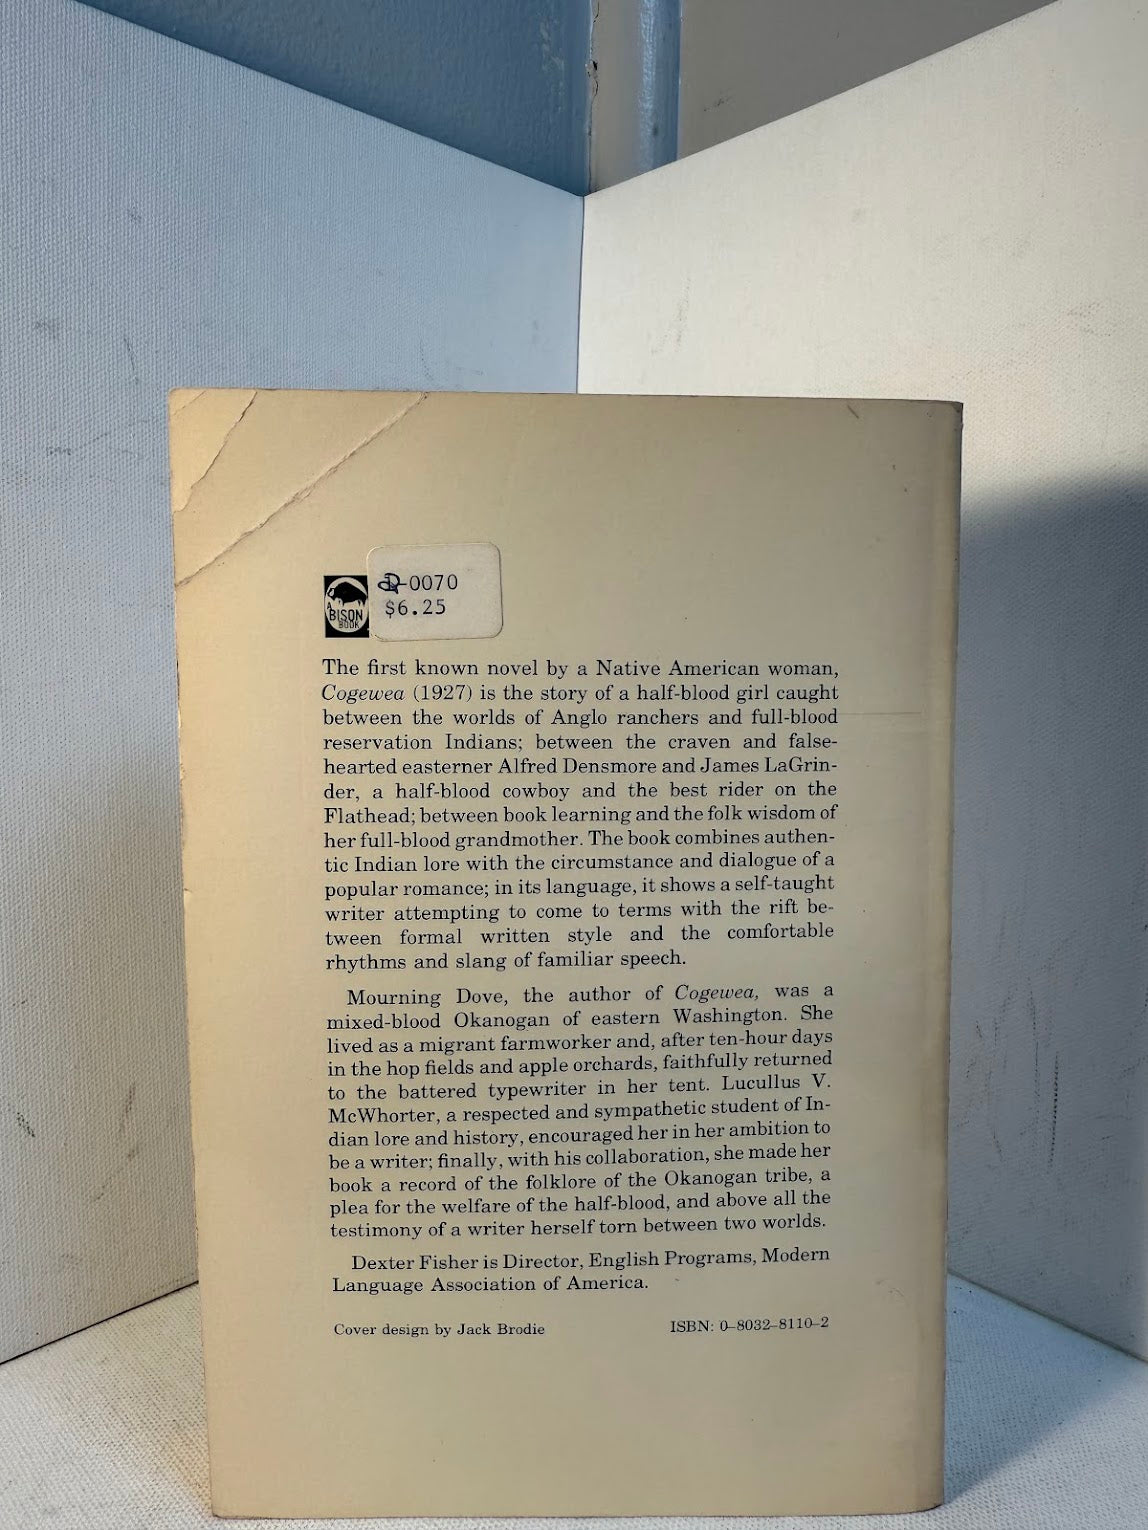 A
BISON
BOOK
-0070
$6.25
The first known novel by a Native American woman,
Cogewea (1927) is the story of a half-blood girl caught
between the worlds of Anglo ranchers and full-blood
reservation Indians; between the craven and false-
hearted easterner Alfred Densmore and James LaGrin-
der, a half-blood cowboy and the best rider on the
Flathead; between book learning and the folk wisdom of
her full-blood grandmother. The book combines authen-
tic Indian lore with the circumstance and dialogue of a
popular romance; in its language, it shows a self-taught
writer attempting to come to terms with the rift be-
tween formal written style and the comfortable
rhythms and slang of familiar speech.
Mourning Dove, the author of Cogewea, was a
mixed-blood Okanogan of eastern Washington. She
lived as a migrant farmworker and, after ten-hour days
in the hop fields and apple orchards, faithfully returned
to the battered typewriter in her tent. Lucullus V.
McWhorter, a respected and sympathetic student of In-
dian lore and history, encouraged her in her ambition to
be a writer; finally, with his collaboration, she made her
book a record of the folklore of the Okanogan tribe, a
plea for the welfare of the half-blood, and above all the
testimony of a writer herself torn between two worlds.
Dexter Fisher is Director, English Programs, Modern
Language Association of America.
Cover design by Jack Brodie
ISBN: 0-8032-8110-2